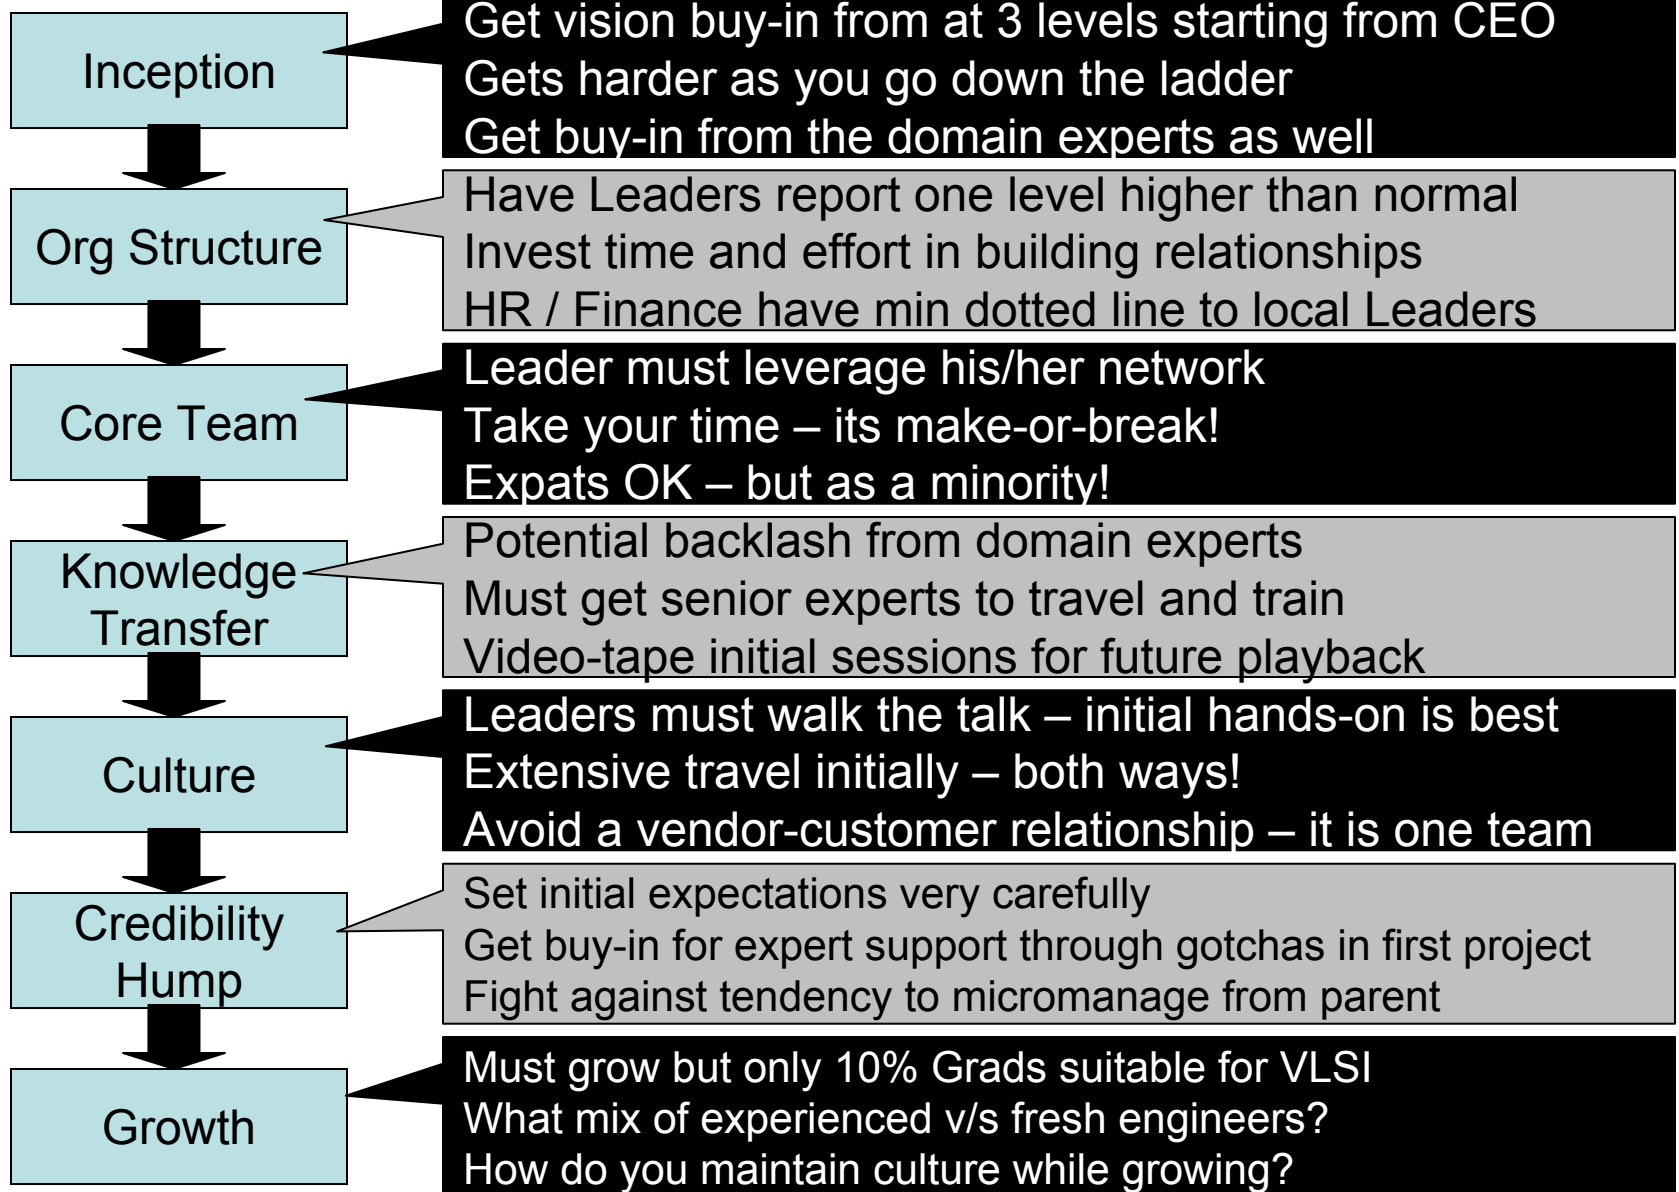 Inception
Get vision buy-in from at 3 levels starting from CEO
Gets harder as you go down the ladder
Get buy-in from the domain experts as well
Org Structure
Have Leaders report one level higher than normal
Invest time and effort in building relationships
HR / Finance have min dotted line to local Leaders
Core Team
Leader must leverage his/her network
Take your time – its make-or-break!
Expats OK – but as a minority!
Knowledge
Transfer
Potential backlash from domain experts
Must get senior experts to travel and train
Video-tape initial sessions for future playback
Culture
Leaders must walk the talk – initial hands-on is best
Extensive travel initially – both ways!
Avoid a vendor-customer relationship – it is one team
Credibility
Hump
Set initial expectations very carefully
Get buy-in for expert support through gotchas in first project
Fight against tendency to micromanage from parent
Growth
Must grow but only 10% Grads suitable for VLSI
What mix of experienced v/s fresh engineers?
How do you maintain culture while growing?